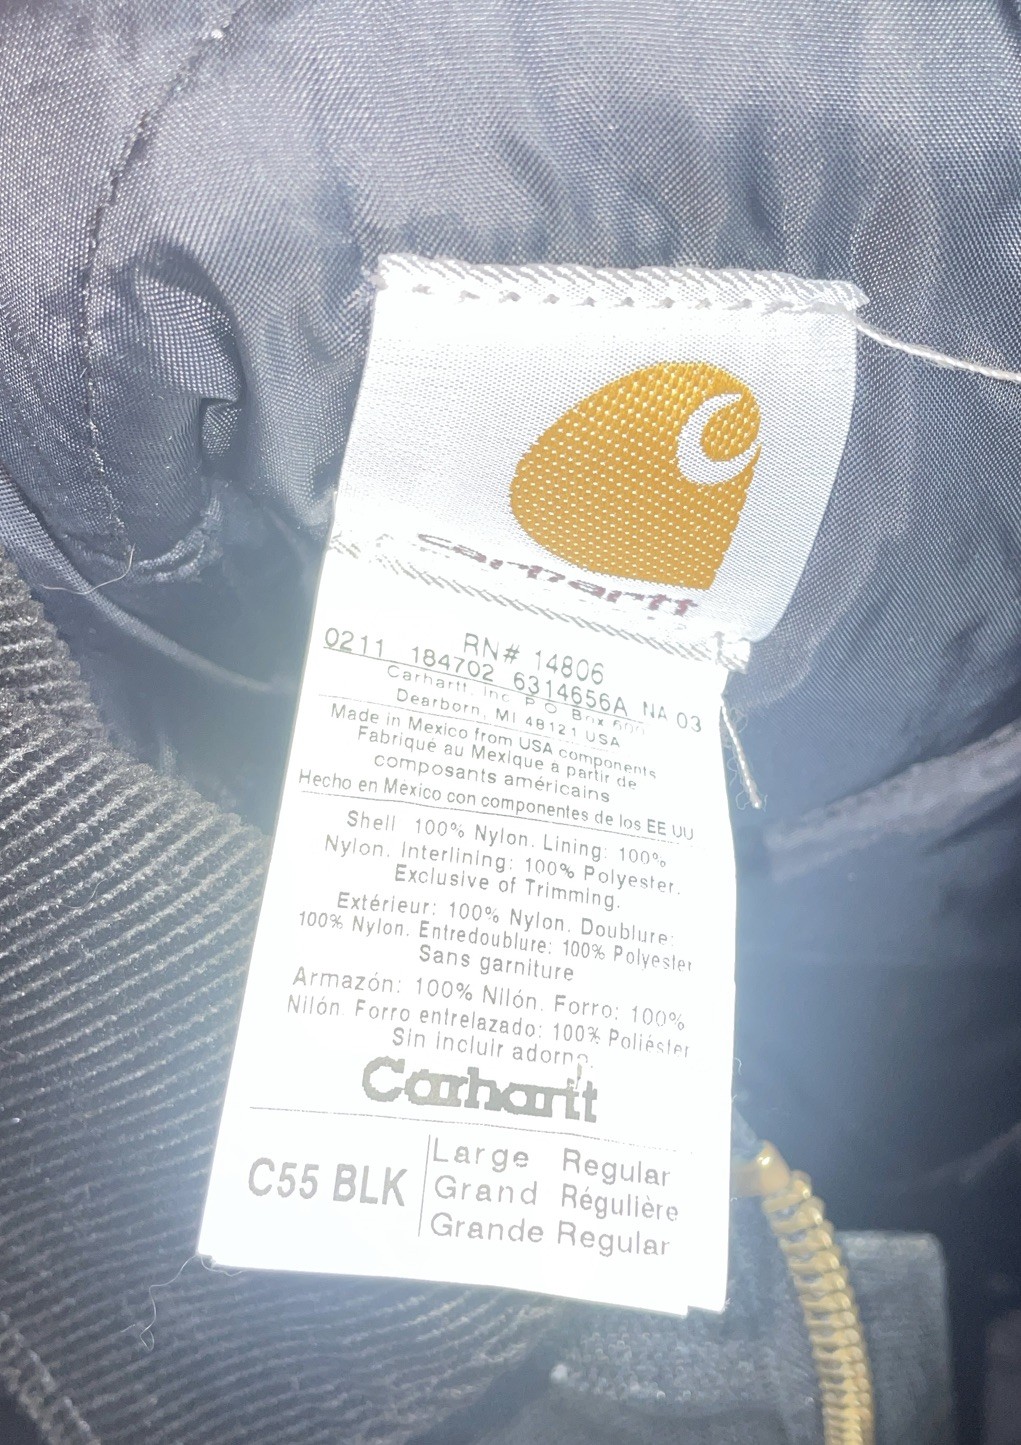 carhartt
RN# 14806
0211 184702 6314656A NA 03
Carhartt, Inc. P.O. Box
Dearborn, MI 48121 USA
Made in Mexico from USA components
Fabriqué au Mexique à partir de
composants américains
Hecho en México con componentes de los EE UU
Shell 100% Nylon. Lining: 100%
Nylon. Interlining: 100% Polyester.
Exclusive of Trimming.
Extérieur: 100% Nylon. Doublure:
100% Nylon. Entredoublure: 100% Polyester
Sans garniture
Armazón: 100% Nilón. Forro: 100%
Nilón. Forro entrelazado: 100% Poliéster
Sin incluir adorno.
Carhartt
C55 BLK
Large Regular
Grand Régulière
Grande Regular